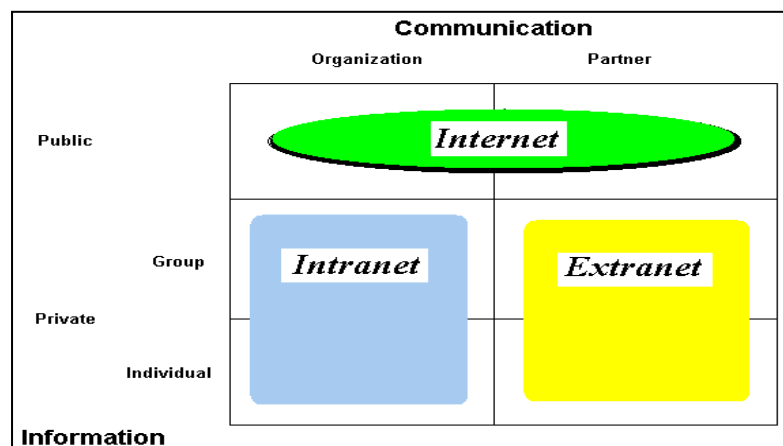 Communication
Organization Partner
Public
Internet
Group
Intranet Extranet
Private
Individual
Information